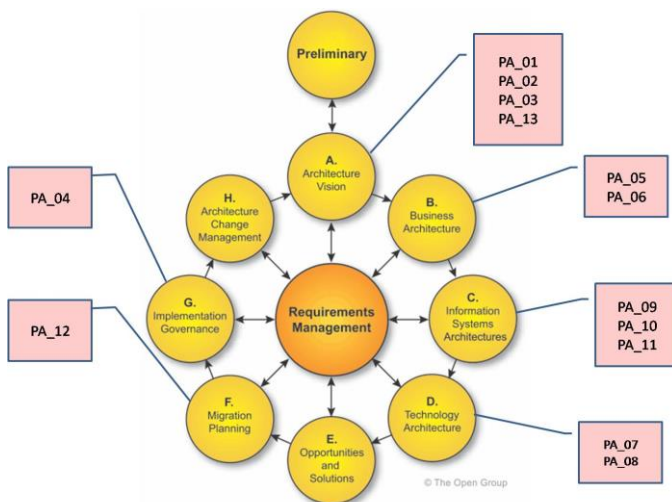 Preliminary
PA_01
PA_02
PA_03
PA_13
A.
Architecture
Vision
PA_04
H.
Architecture
Change
Management
B.
Business
Architecture
PA_05
PA_06
G.
Implementation
Governance
Requirements
Management
C.
Information
Systems
Architectures
PA_09
PA_10
PA_11
PA_12
F.
Migration
Planning
D.
Technology
Architecture
E.
Opportunities
and
Solutions
PA_07
PA_08
© The Open Group